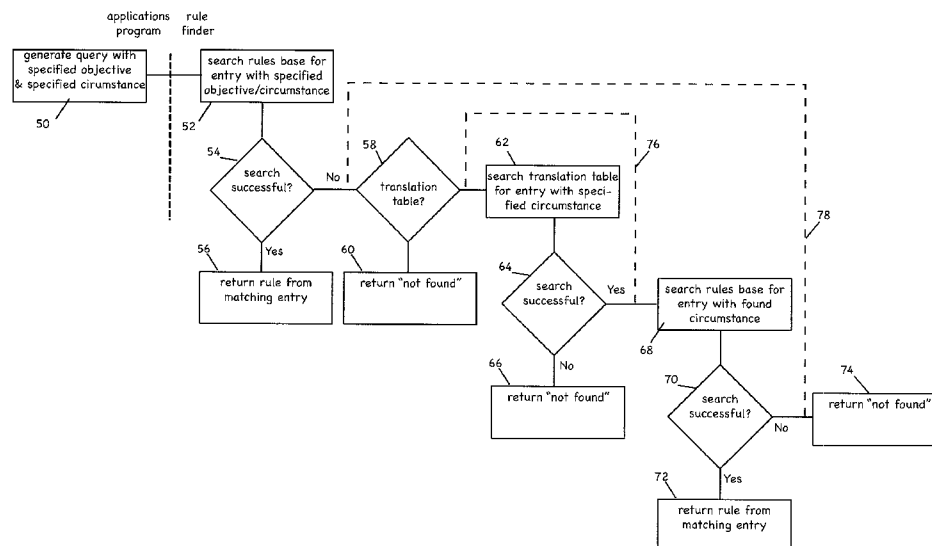 applications rule
program finder
generate query with
specified objective
& specified cirumstance
50
search rules base for
entry with specified
objective/circumstance
52
54
search
successful?
No
Yes
56
return rule from
matching entry
58
translation
table?
60
return "not found"
62
search translation table
for entry with speci-
fied circumstance
76
64
search
successful?
Yes
No
66
return "not found"
search rules base for
entry with found
circumstance
68
78
70
search
successful?
No
Yes
72
return rule from
matching entry
74
return "not found"